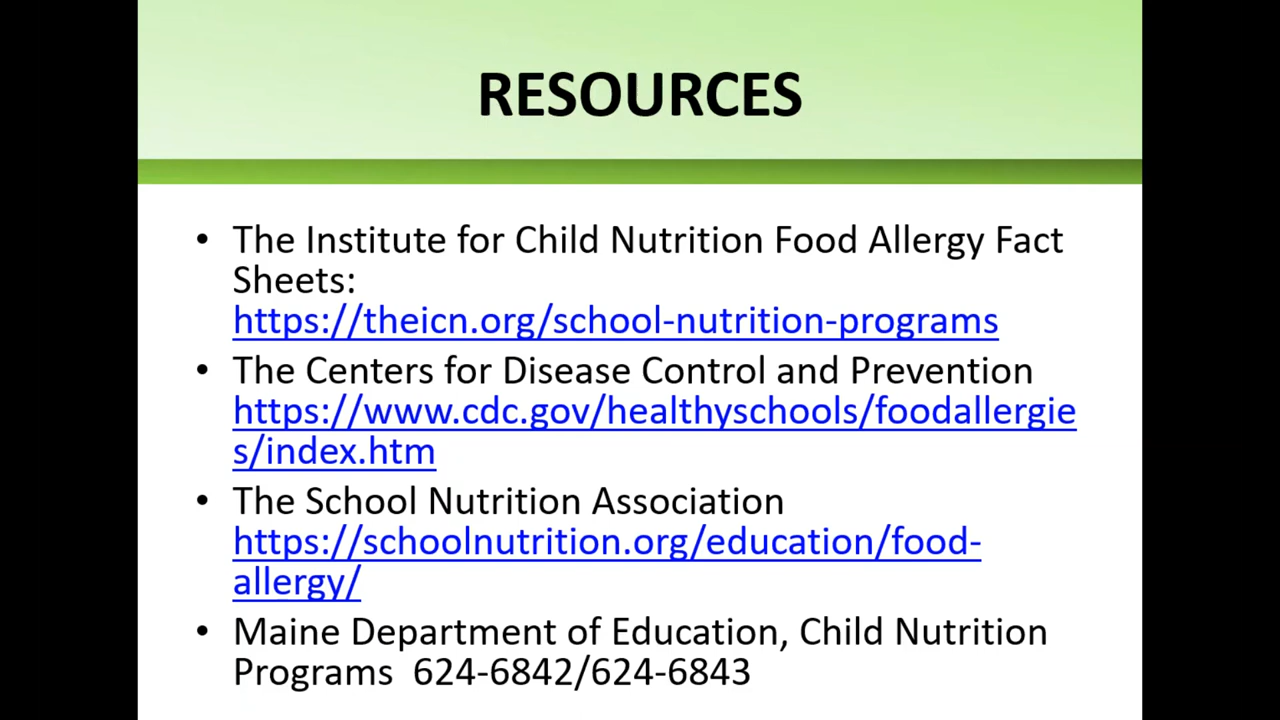 RESOURCES
• The Institute for Child Nutrition Food Allergy Fact
Sheets:
https://theicn.org/school-nutrition-programs
• The Centers for Disease Control and Prevention
https://www.cdc.gov/healthyschools/foodallergie
s/index.htm
• The School Nutrition Association
https://schoolnutrition.org/education/food-
allergy/
• Maine Department of Education, Child Nutrition
Programs  624-6842/624-6843